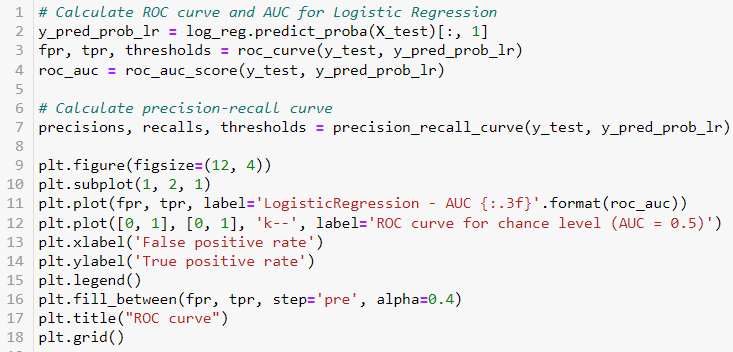 1 # Calculate ROC curve and AUC for Logistic Regression
2 y_pred_prob_lr = log_reg.predict_proba(X_test)[:, 1]
3 fpr, tpr, thresholds = roc_curve(y_test, y_pred_prob_lr)
4 roc_auc = roc_auc_score(y_test, y_pred_prob_lr)
5
6 # Calculate precision-recall curve
7 precisions, recalls, thresholds = precision_recall_curve(y_test, y_pred_prob_lr)
8
9 plt.figure(figsize=(12, 4))
10 plt.subplot(1, 2, 1)
11 plt.plot(fpr, tpr, label='LogisticRegression - AUC {:.3f}'.format(roc_auc))
12 plt.plot([0, 1], [0, 1], 'k--', label='ROC curve for chance level (AUC = 0.5)')
13 plt.xlabel('False positive rate')
14 plt.ylabel('True positive rate')
15 plt.legend()
16 plt.fill_between(fpr, tpr, step='pre', alpha=0.4)
17 plt.title("ROC curve")
18 plt.grid()